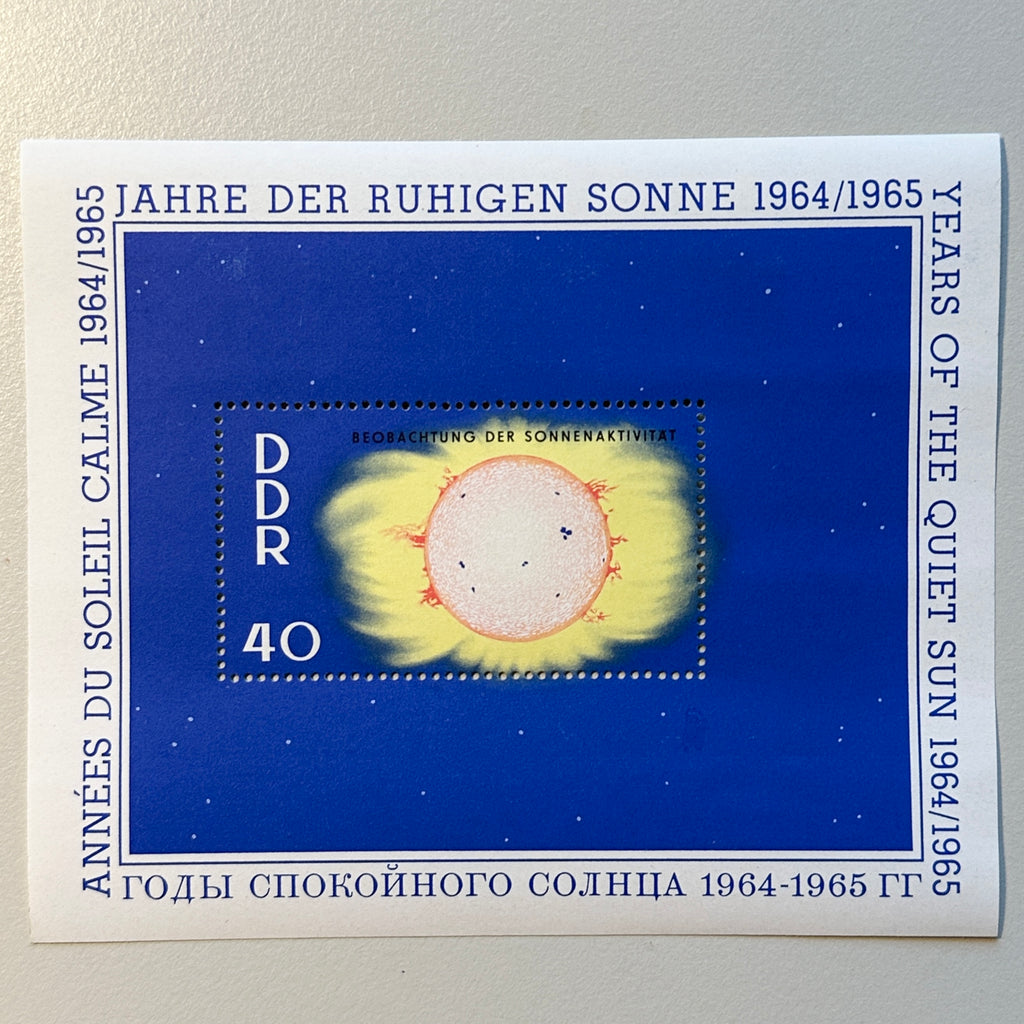 JAHRE DER RUHIGEN SONNE 1964/1965
ANNÉES DU SOLEIL CALME 1964/1965
YEARS OF THE QUIET SUN 1964/1965
BEOBACHTUNG DER SONNENAKTIVITÄT
DDR
40
ГОДЫ СПОКОЙНОГО СОЛНЦА 1964-1965 ГГ